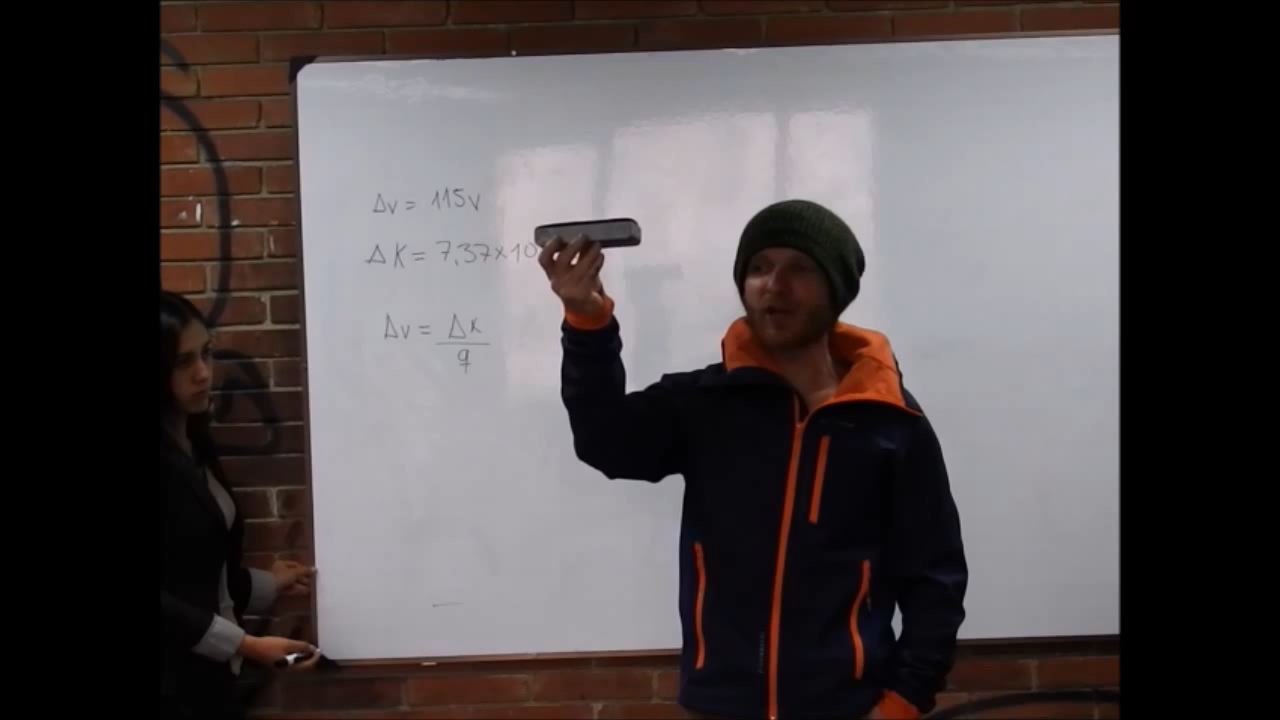 Δv = 115v
ΔK = 7,37x10
Δv = Δk
q